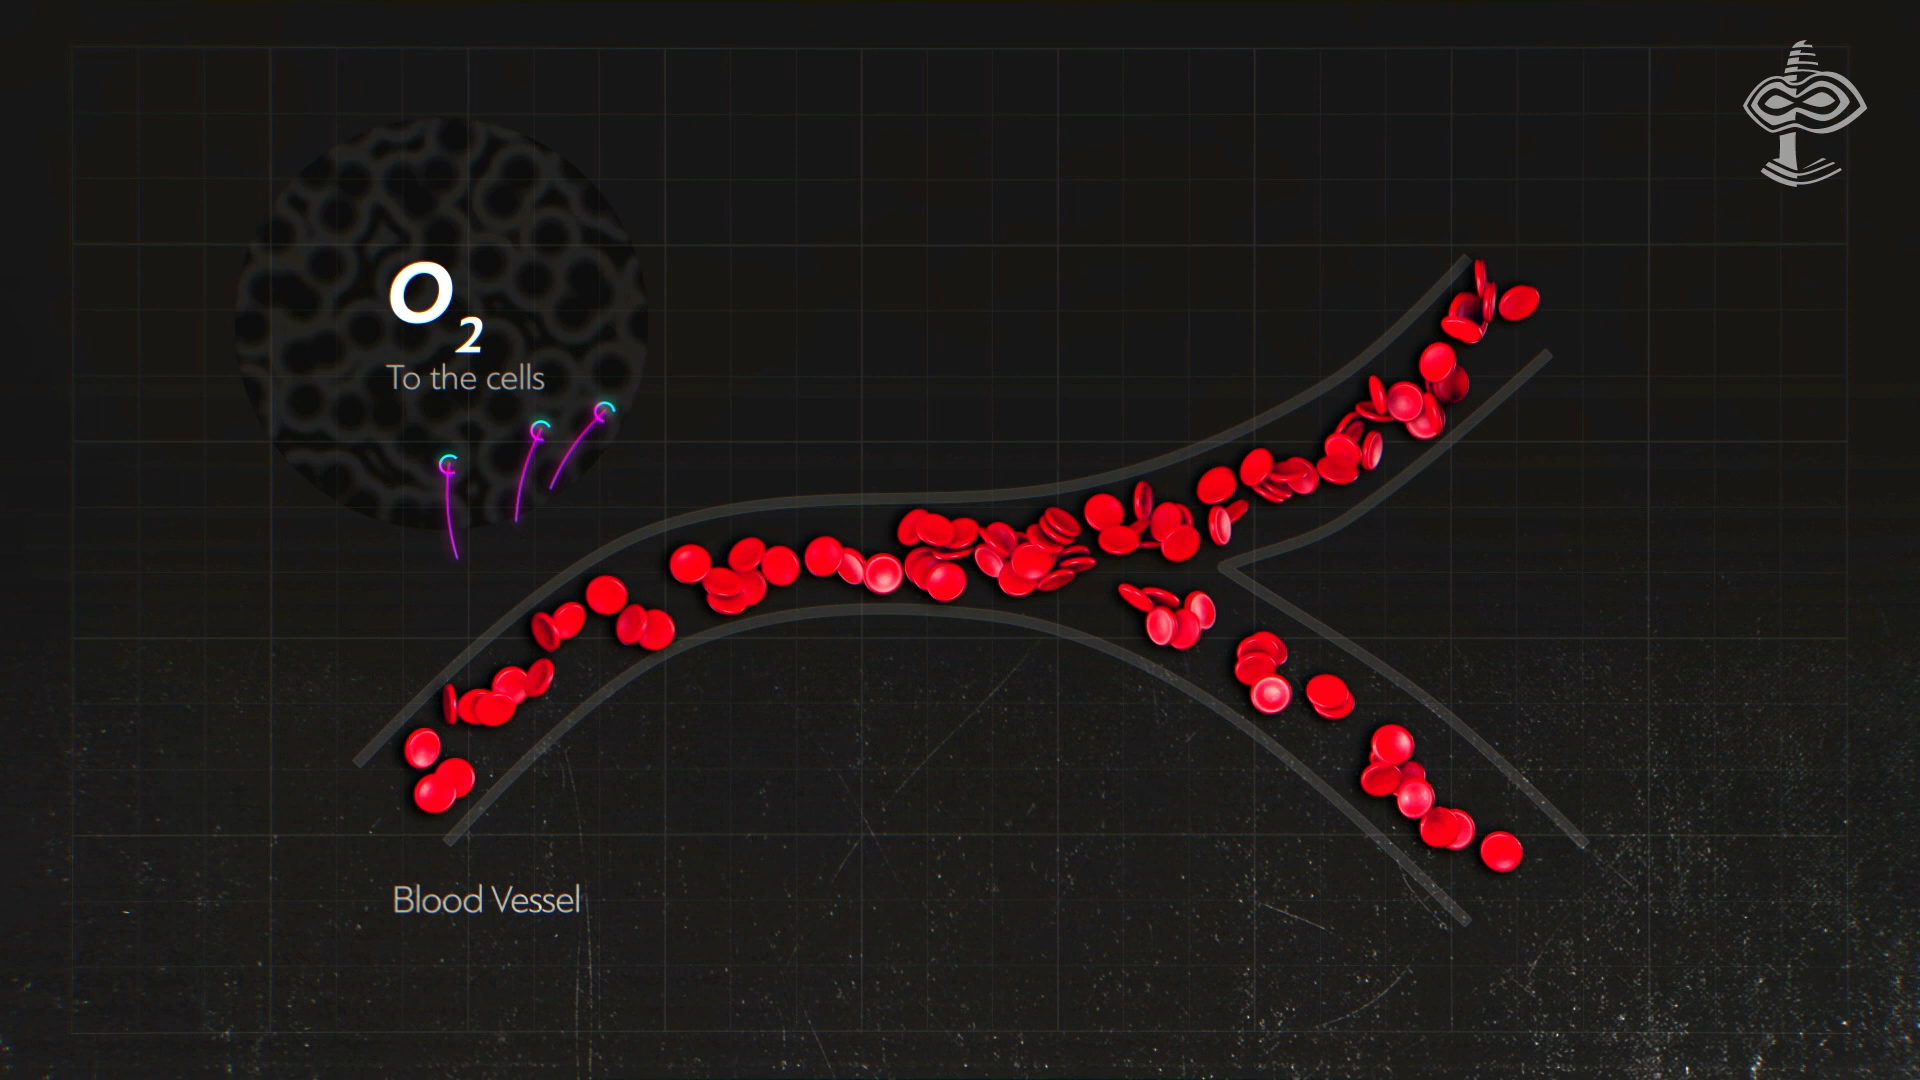 O₂
To the cells
Blood Vessel